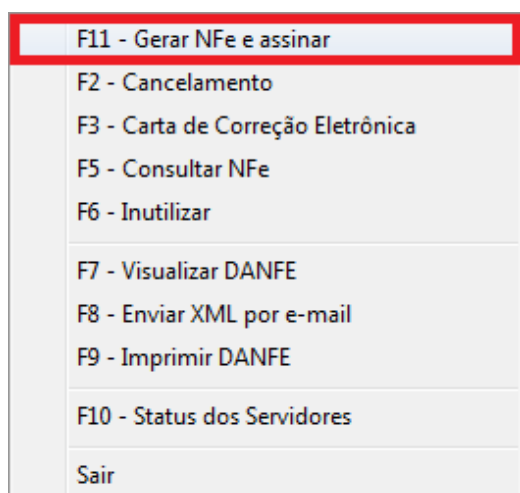 F11 - Gerar NFe e assinar
F2 - Cancelamento
F3 - Carta de Correção Eletrônica
F5 - Consultar NFe
F6 - Inutilizar
F7 - Visualizar DANFE
F8 - Enviar XML por e-mail
F9 - Imprimir DANFE
F10 - Status dos Servidores
Sair